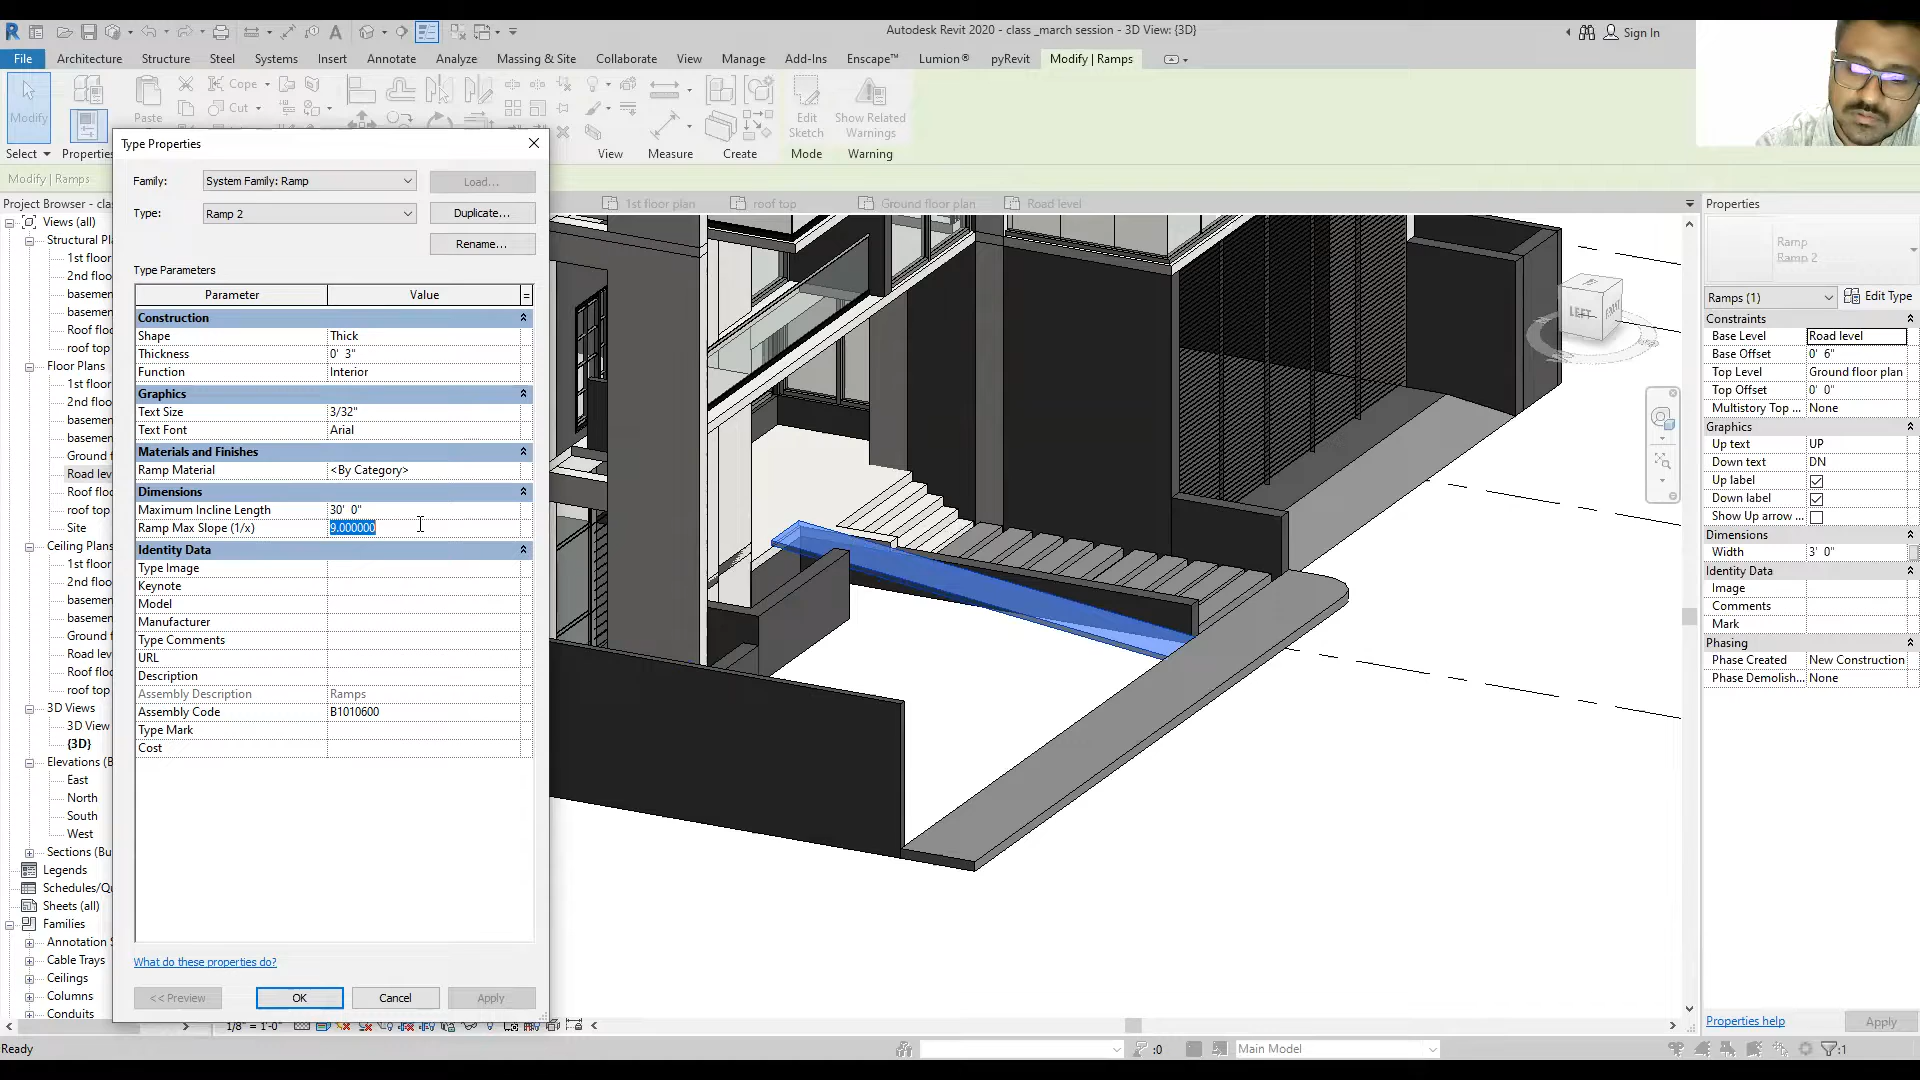 Autodesk Revit 2020 - class _march session - 3D View: {3D}
Sign In
File Architecture Structure Steel Systems Insert Annotate Analyze Massing & Site Collaborate View Manage Add-Ins Enscape™ Lumion® pyRevit Modify | Ramps
Modify Properties Paste Cope Cut View Measure Create Edit Sketch Mode Show Related Warnings Warning
Select
Modify | Ramps
Project Browser - cla
1st floor plan roof top Ground floor plan Road level
Views (all)
Structural Pla
1st floor
2nd floor
basemen
basemen
Roof floo
roof top
Floor Plans
1st floor
2nd floor
basemen
basemen
Ground f
Road lev
Roof floo
roof top
Site
Ceiling Plans
1st floor
2nd floor
basemen
basemen
Ground f
Road lev
Roof floo
roof top
3D Views
3D View
{3D}
Elevations (B
East
North
South
West
Sections (Bu
Legends
Schedules/Qu
Sheets (all)
Families
Annotation S
Cable Trays
Ceilings
Columns
Conduits
Type Properties
Family: System Family: Ramp Load...
Type: Ramp 2 Duplicate...
Rename...
Type Parameters
Parameter Value =
Construction
Shape Thick
Thickness 0' 3"
Function Interior
Graphics
Text Size 3/32"
Text Font Arial
Materials and Finishes
Ramp Material <By Category>
Dimensions
Maximum Incline Length 30' 0"
Ramp Max Slope (1/x) 9.000000
Identity Data
Type Image
Keynote
Model
Manufacturer
Type Comments
URL
Description
Assembly Description Ramps
Assembly Code B1010600
Type Mark
Cost
What do these properties do?
<< Preview OK Cancel Apply
LEFT
Properties
Ramp
Ramp 2
Ramps (1) Edit Type
Constraints
Base Level Road level
Base Offset 0' 6"
Top Level Ground floor plan
Top Offset 0' 0"
Multistory Top ... None
Graphics
Up text UP
Down text DN
Up label
Down label
Show Up arrow ...
Dimensions
Width 3' 0"
Identity Data
Image
Comments
Mark
Phasing
Phase Created New Construction
Phase Demolish... None
Properties help Apply
1/8" = 1'-0"
Ready :0 Main Model :1